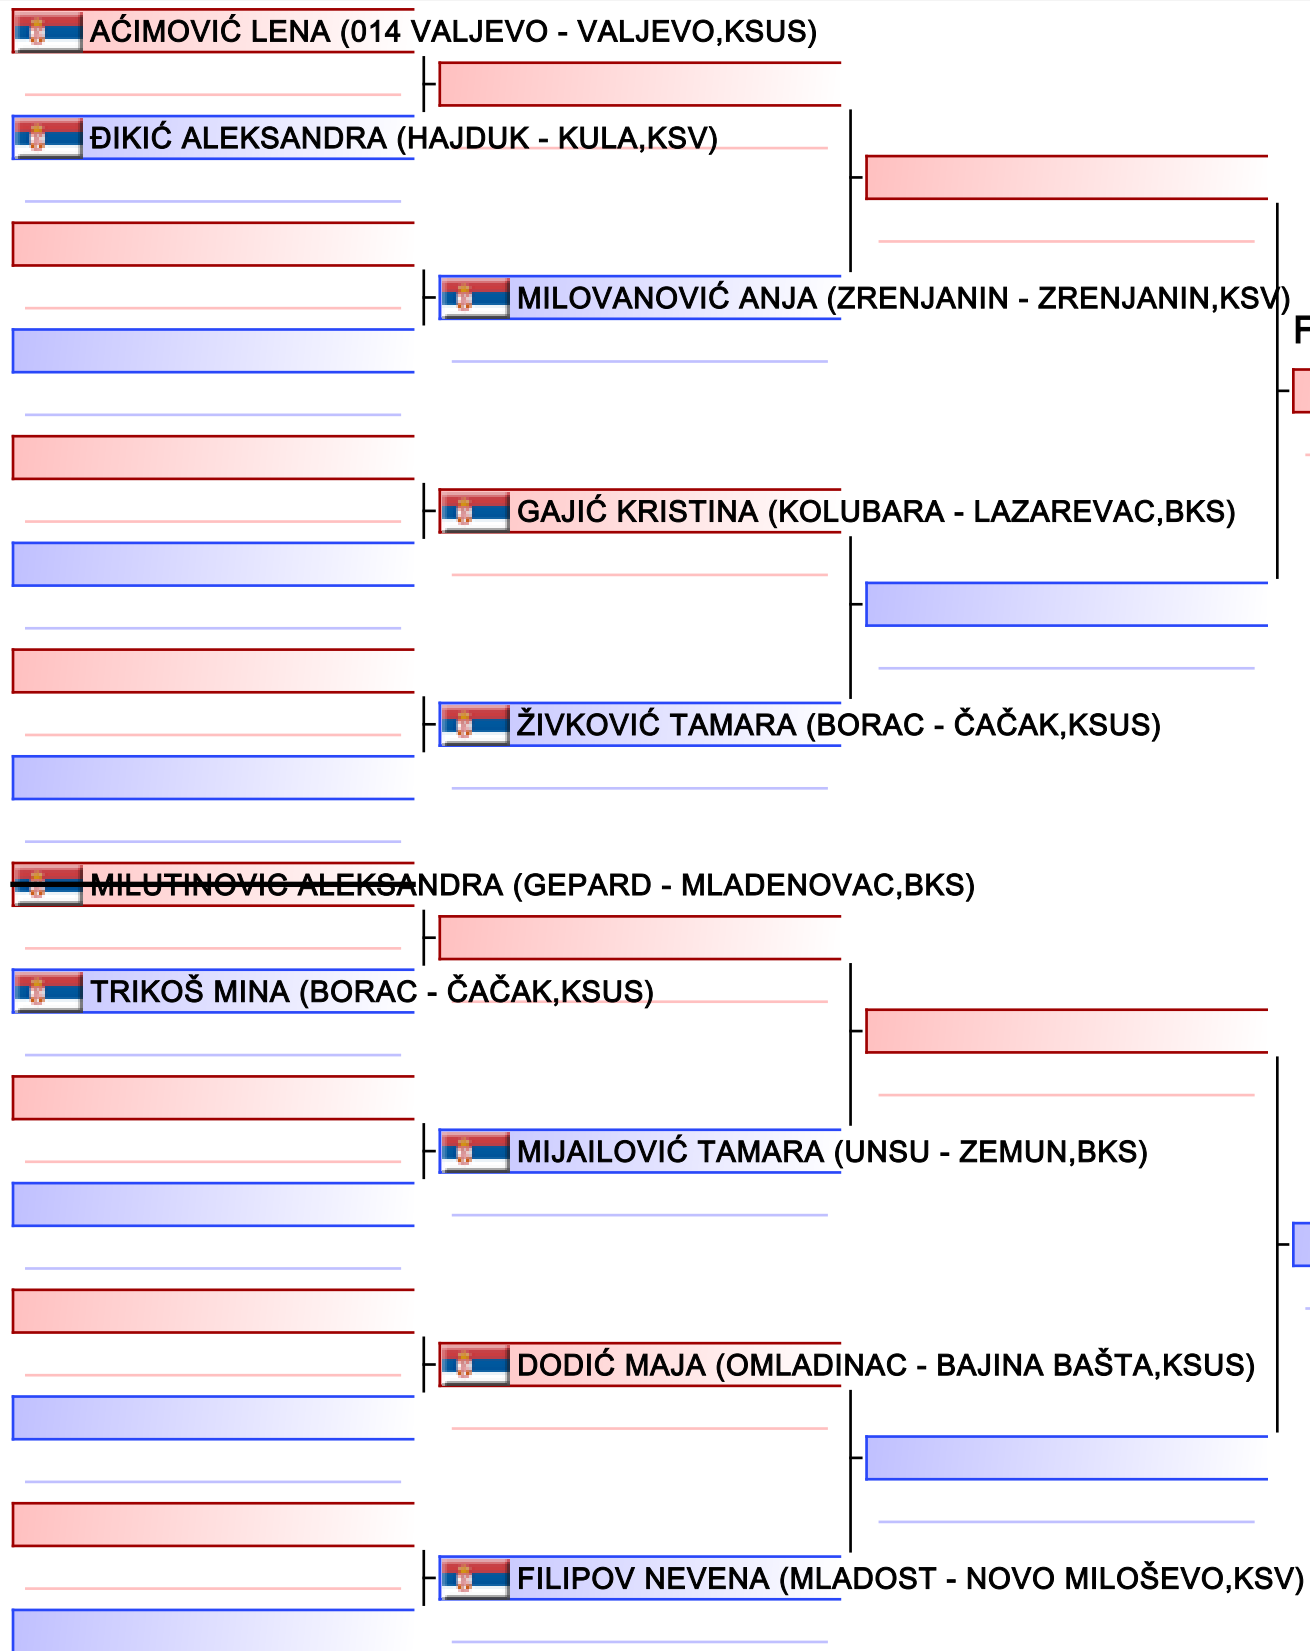 AĆIMOVIĆ LENA (014 VALJEVO - VALJEVO,KSUS)
ĐIKIĆ ALEKSANDRA (HAJDUK - KULA,KSV)
MILOVANOVIĆ ANJA (ZRENJANIN - ZRENJANIN,KSV)
F
GAJIĆ KRISTINA (KOLUBARA - LAZAREVAC,BKS)
ŽIVKOVIĆ TAMARA (BORAC - ČAČAK,KSUS)
MILUTINOVIC ALEKSANDRA (GEPARD - MLADENOVAC,BKS)
TRIKOŠ MINA (BORAC - ČAČAK,KSUS)
MIJAILOVIĆ TAMARA (UNSU - ZEMUN,BKS)
DODIĆ MAJA (OMLADINAC - BAJINA BAŠTA,KSUS)
FILIPOV NEVENA (MLADOST - NOVO MILOŠEVO,KSV)